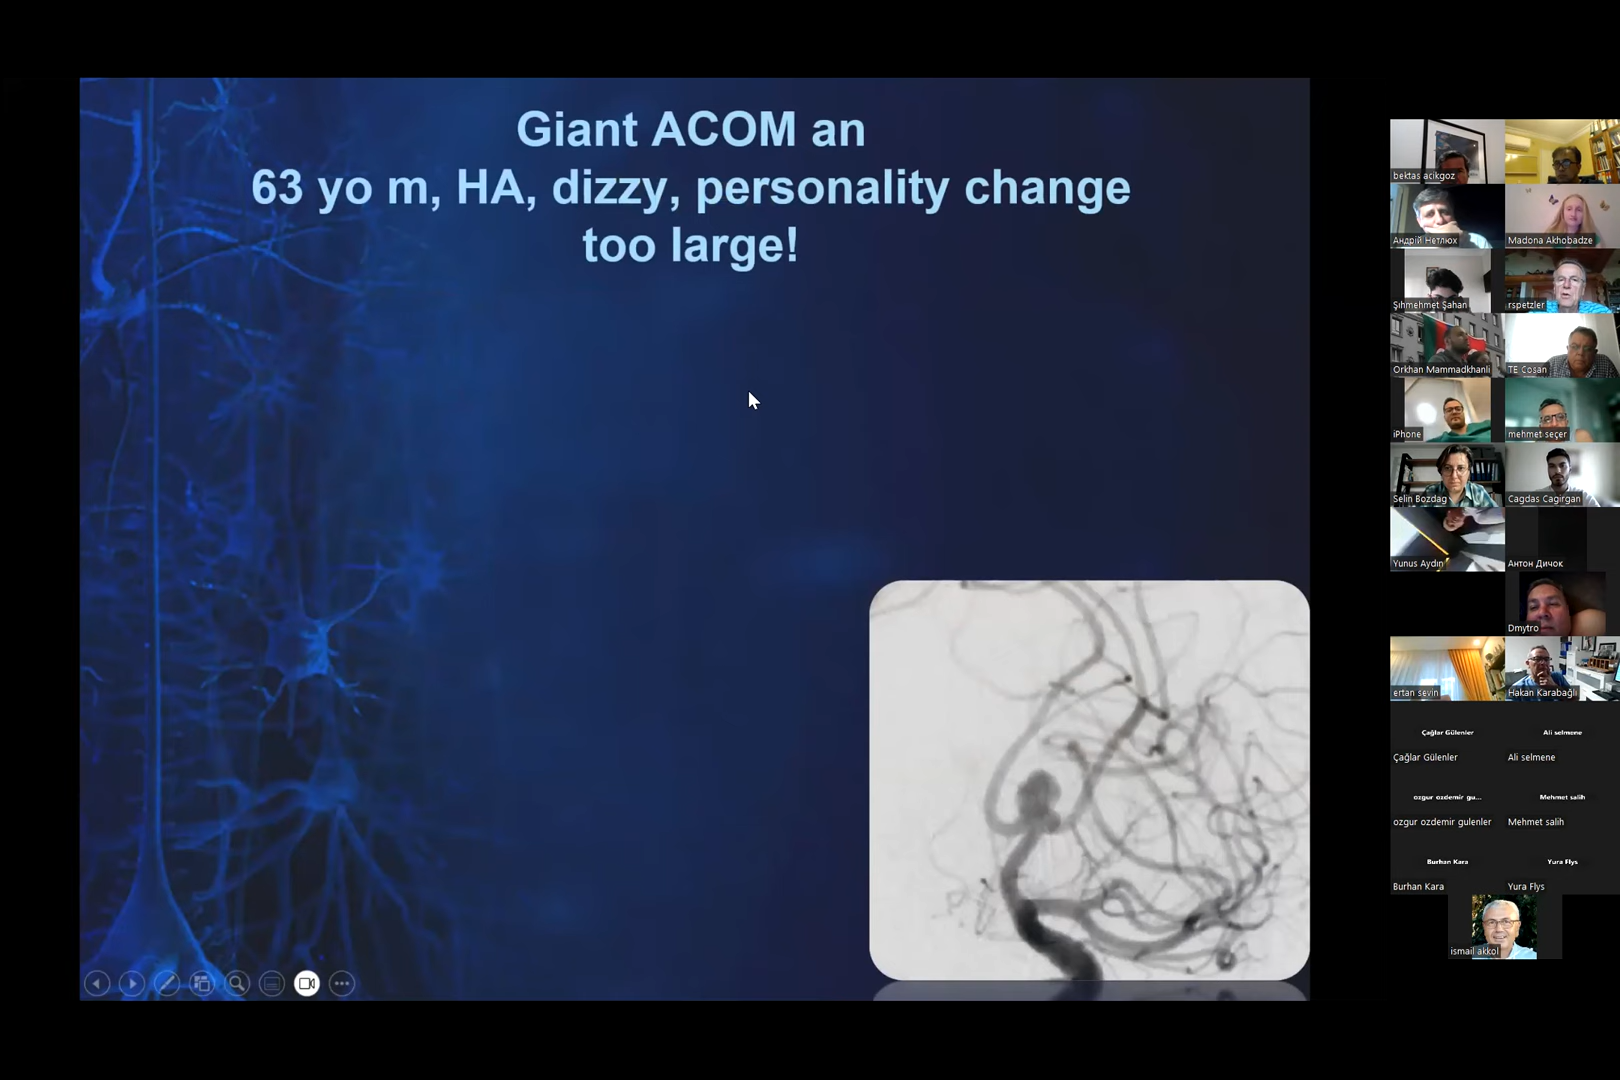 Giant ACOM an
63 yo m, HA, dizzy, personality change
too large!
bektas acikgoz
Андрій Нетлюх
Madona Akhobadze
Şıhmehmet Şahan
rspetzler
Orkhan Mammadkhanli
TE Coşan
iPhone
mehmet seçer
Selin Bozdag
Cagdas Cagirgan
Yunus Aydın
Антон Дичок
Dmytro
ertan sevin
Hakan Karabağlı
Çağlar Gülenler
Ali selmene
Çağlar Gülenler
Ali selmene
ozgur ozdemir gu...
Mehmet salih
ozgur ozdemir gulenler
Mehmet salih
Burhan Kara
Yura Flys
Burhan Kara
Yura Flys
ismail akkol